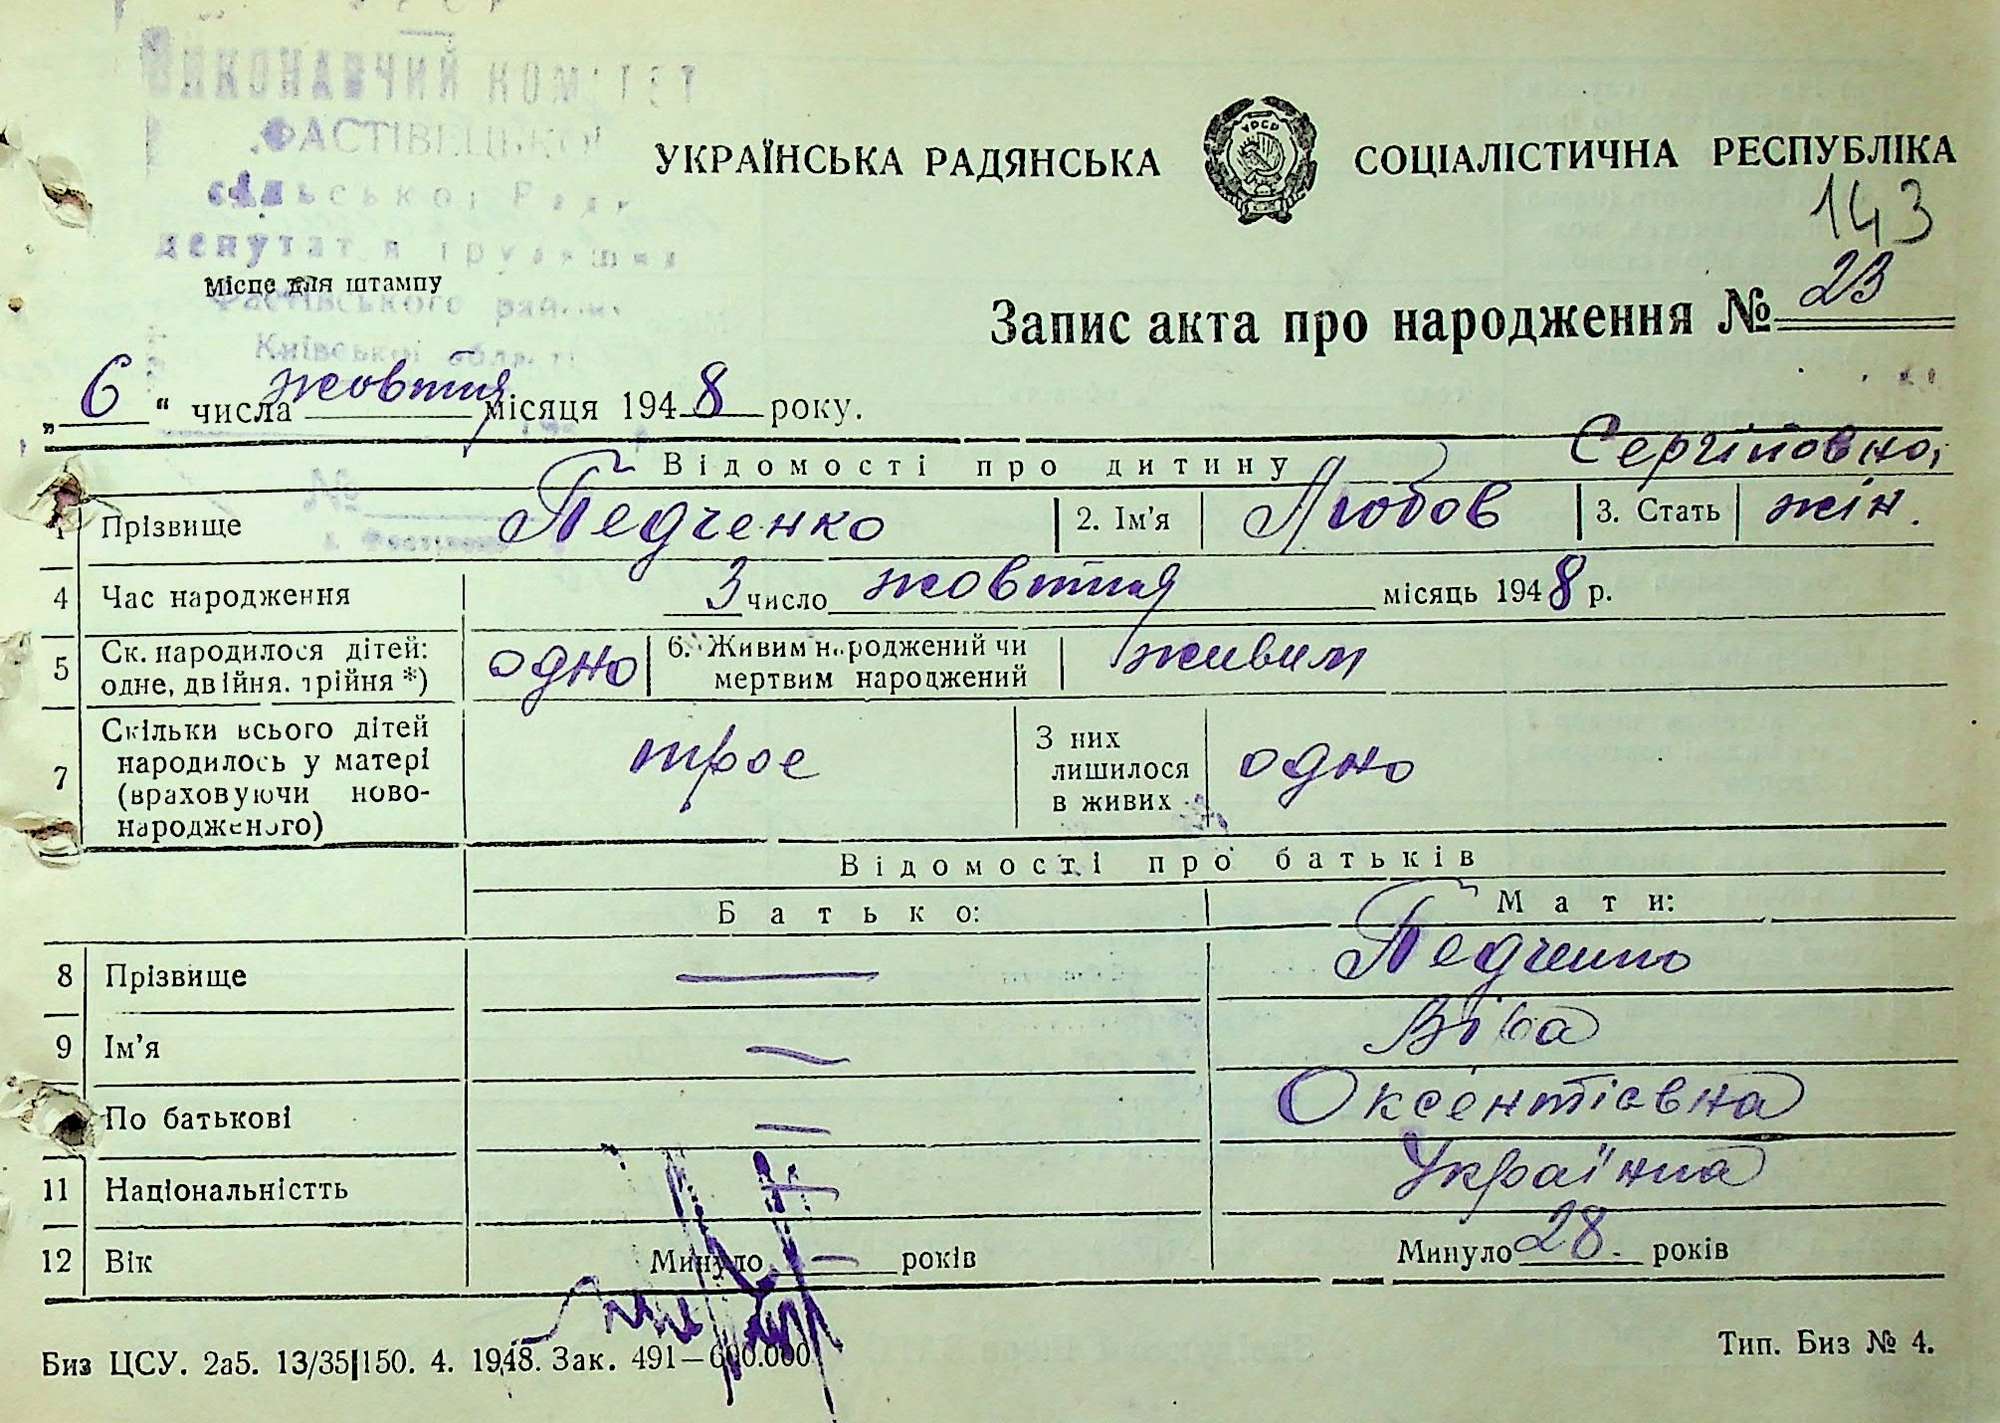 ВИКОНАВЧИЙ КОМІТЕТ
ФАСТІВЕЦЬКОЇ
сільської Ради
депутатів трудящих
Фастівського району
Київської області
УКРАЇНСЬКА РАДЯНСЬКА СОЦІАЛІСТИЧНА РЕСПУБЛІКА
143
Місце для штампу
Запис акта про народження № 23
„6“ числа жовтня місяця 1948 року.
Відомості про дитину
Сергіївна
1 Прізвище Педченко 2. Ім'я Любов 3. Стать жін.
4 Час народження 3 число жовтня місяць 1948 р.
5 Ск. народилося дітей: одне, двійня. трійня *) одно 6. Живим народжений чи мертвим народжений живим
7 Скільки всього дітей народилось у матері (враховуючи новонародженого) троє З них лишилося в живих одно
Відомості про батьків
Батько: Мати:
8 Прізвище — Педченко
9 Ім'я —
По батькові — Оксентієвна
11 Національністть — Українка
12 Вік Минуло — років Минуло 28. років
Биз ЦСУ. 2а5. 13/35|150. 4. 1948. Зак. 491—600.000
Тип. Биз № 4.